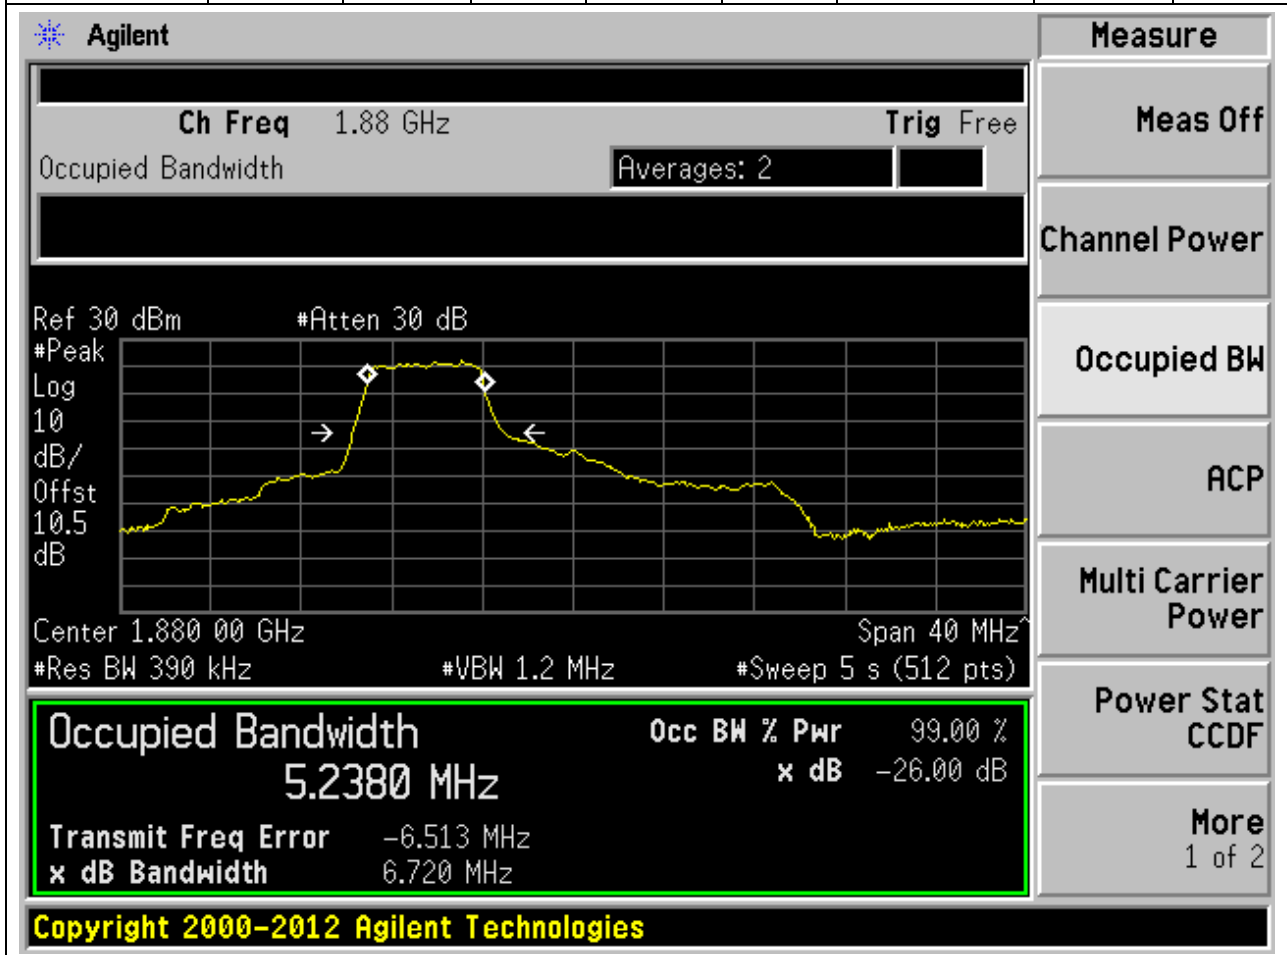 Agilent
Measure
Ch Freq 1.88 GHz Trig Free
Occupied Bandwidth Averages: 2
Meas Off
Channel Power
Occupied BW
ACP
Multi Carrier
Power
Power Stat
CCDF
More
1 of 2
Ref 30 dBm #Atten 30 dB
#Peak
Log
10
dB/
Offst
10.5
dB
Center 1.880 00 GHz Span 40 MHz^
#Res BW 390 kHz #VBW 1.2 MHz #Sweep 5 s (512 pts)
Occupied Bandwidth Occ BW % Pwr 99.00 %
5.2380 MHz x dB -26.00 dB
Transmit Freq Error -6.513 MHz
x dB Bandwidth 6.720 MHz
Copyright 2000-2012 Agilent Technologies